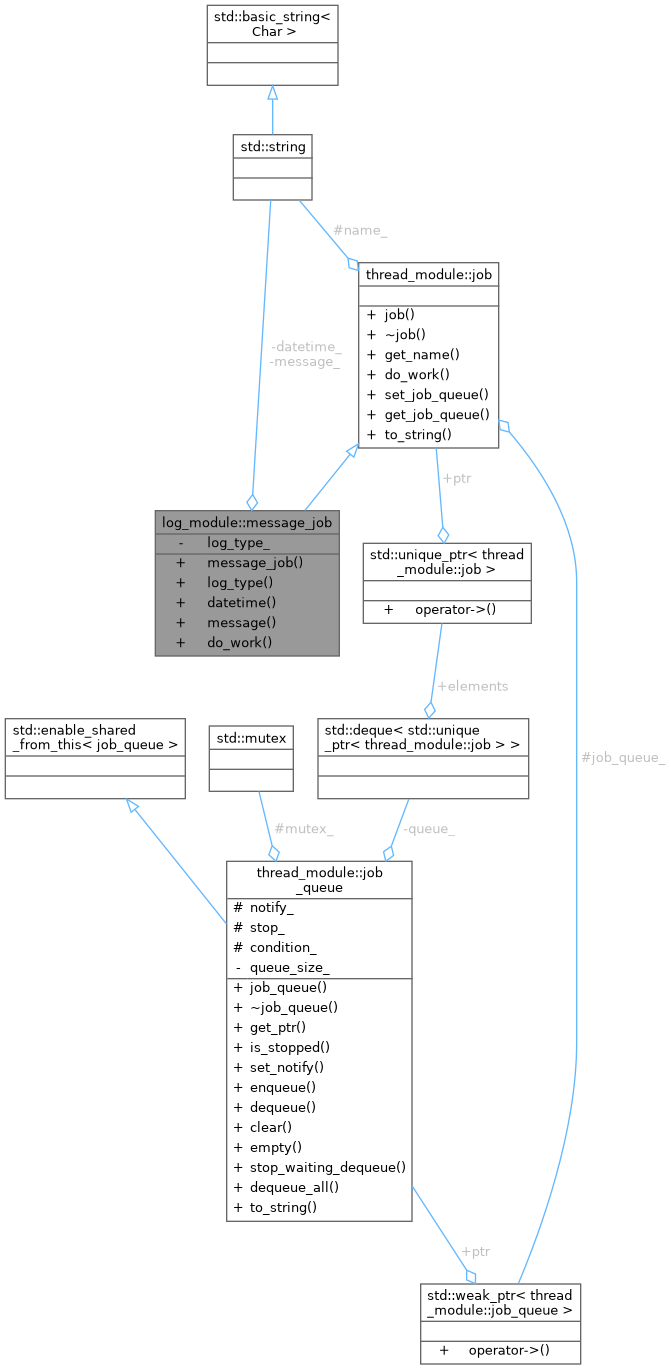 std::basic_string<
Char >
std::string
#name_
thread_module::job
+ job()
+ ~job()
+ get_name()
+ do_work()
+ set_job_queue()
+ get_job_queue()
+ to_string()
-datetime_
-message_
+ptr
log_module::message_job
- log_type_
+ message_job()
+ log_type()
+ datetime()
+ message()
+ do_work()
std::unique_ptr< thread
_module::job >
+ operator->()
+elements
std::enable_shared
_from_this< job_queue >
std::mutex
std::deque< std::unique
_ptr< thread_module::job > >
#job_queue_
#mutex_
-queue_
thread_module::job
_queue
# notify_
# stop_
# condition_
- queue_size_
+ job_queue()
+ ~job_queue()
+ get_ptr()
+ is_stopped()
+ set_notify()
+ enqueue()
+ dequeue()
+ clear()
+ empty()
+ stop_waiting_dequeue()
+ dequeue_all()
+ to_string()
+ptr
std::weak_ptr< thread
_module::job_queue >
+ operator->()